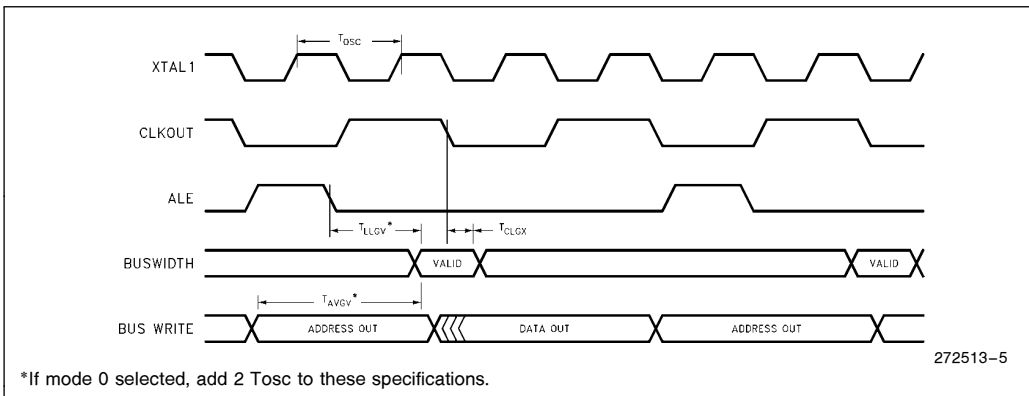 TOSC
XTAL1
CLKOUT
ALE
TLLGV* TCLGX
BUSWIDTH VALID VALID
TAVGV*
BUS WRITE ADDRESS OUT DATA OUT ADDRESS OUT
272513–5
*If mode 0 selected, add 2 Tosc to these specifications.